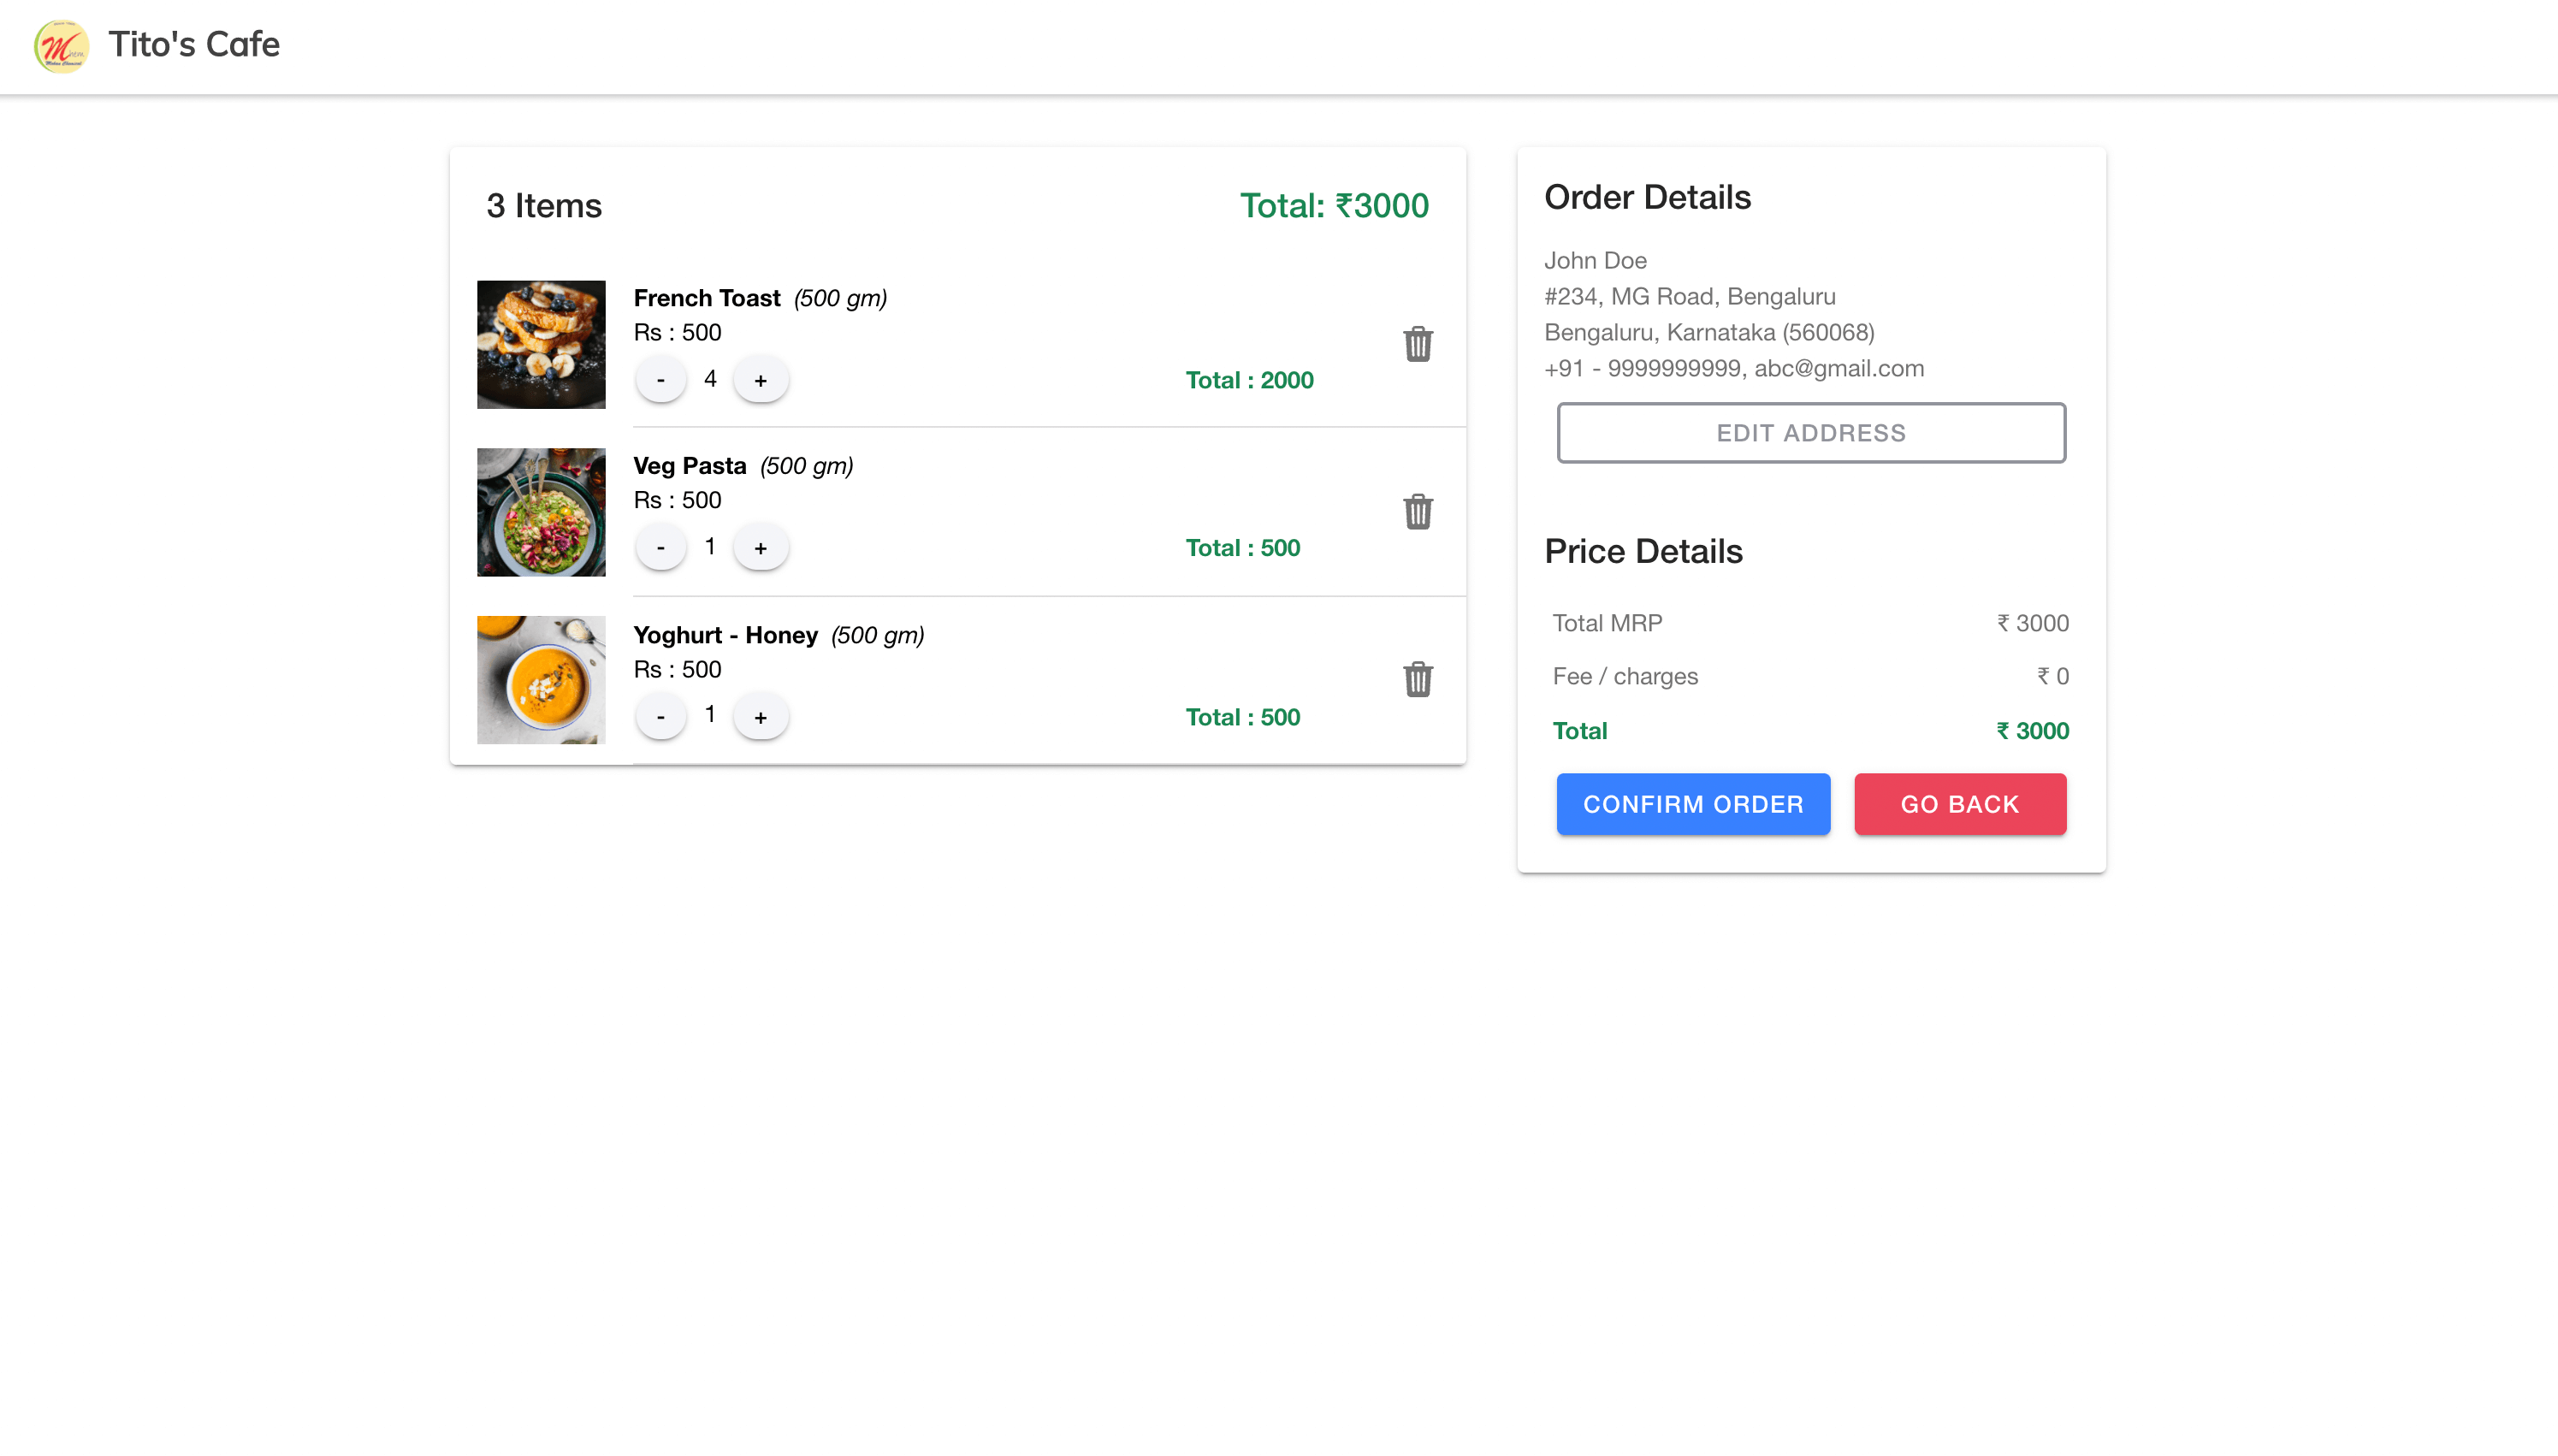 Tito's Cafe
3 Items
Total: ₹3000
French Toast (500 gm)
Rs : 500
- 4 +
Total : 2000
Veg Pasta (500 gm)
Rs : 500
- 1 +
Total : 500
Yoghurt - Honey (500 gm)
Rs : 500
- 1 +
Total : 500
Order Details
John Doe
#234, MG Road, Bengaluru
Bengaluru, Karnataka (560068)
+91 - 9999999999, abc@gmail.com
EDIT ADDRESS
Price Details
Total MRP ₹ 3000
Fee / charges ₹ 0
Total ₹ 3000
CONFIRM ORDER
GO BACK